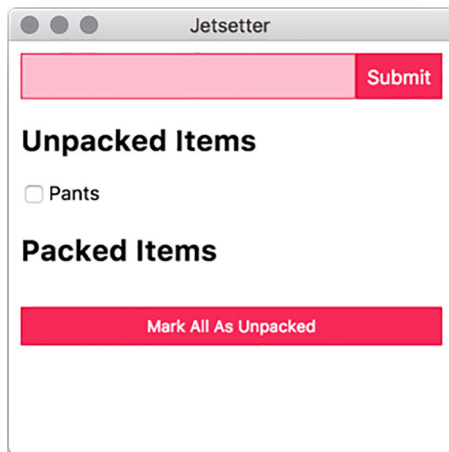 Jetsetter
Submit
Unpacked Items
Pants
Packed Items
Mark All As Unpacked